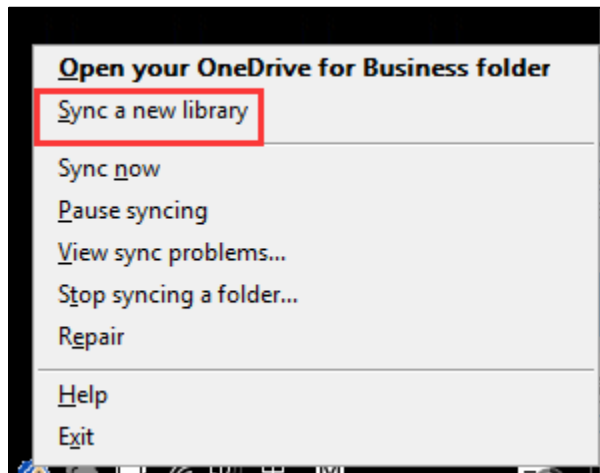 Open your OneDrive for Business folder
Sync a new library
Sync now
Pause syncing
View sync problems...
Stop syncing a folder...
Repair
Help
Exit